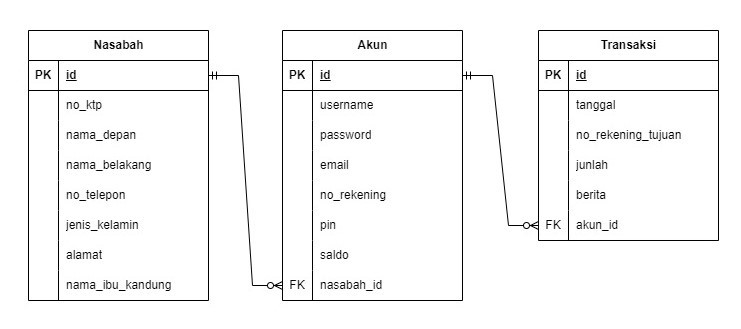 Nasabah
PK id
no_ktp
nama_depan
nama_belakang
no_telepon
jenis_kelamin
alamat
nama_ibu_kandung
Akun
PK id
username
password
email
no_rekening
pin
saldo
FK nasabah_id
Transaksi
PK id
tanggal
no_rekening_tujuan
junlah
berita
FK akun_id